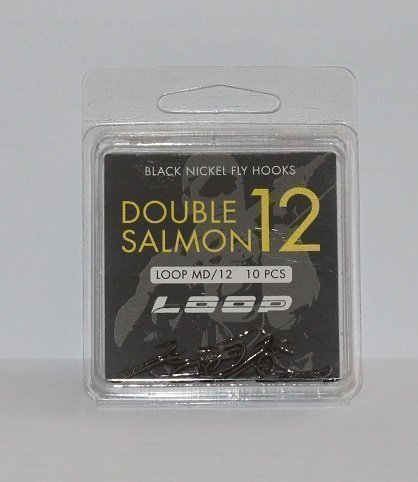 BLACK NICKEL FLY HOOKS
DOUBLE
SALMON 12
LOOP MD/12 10 PCS
LOOP